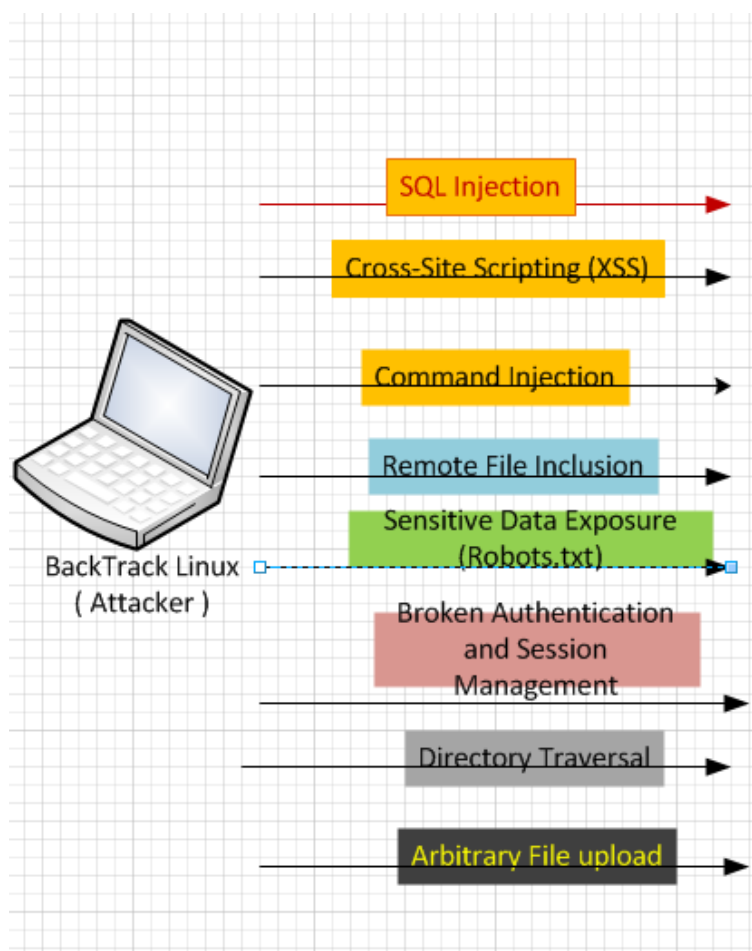 SQL Injection
Cross-Site Scripting (XSS)
Command Injection
Remote File Inclusion
Sensitive Data Exposure
(Robots.txt)
BackTrack Linux
( Attacker )
Broken Authentication
and Session
Management
Directory Traversal
Arbitrary File upload